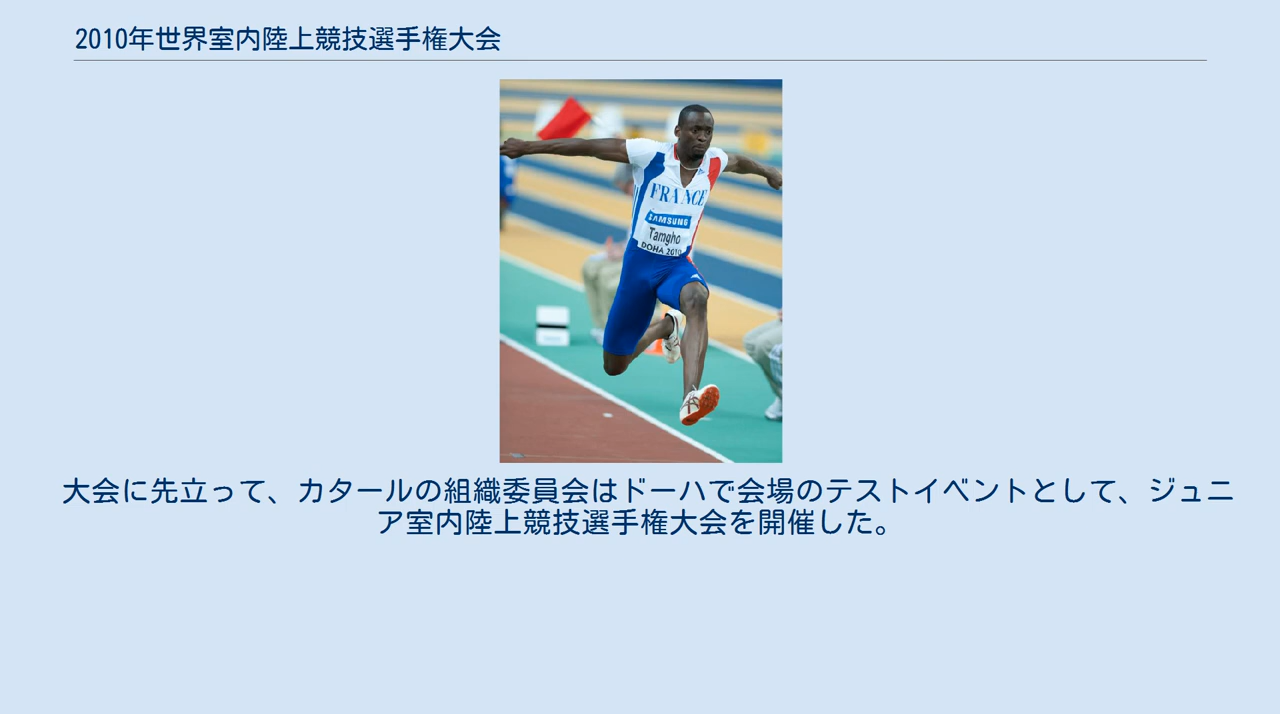 2010年世界室内陸上競技選手権大会
FRANCE
SAMSUNG
Tamgho
DOHA 2010
大会に先立って、カタールの組織委員会はドーハで会場のテストイベントとして、ジュニ
ア室内陸上競技選手権大会を開催した。